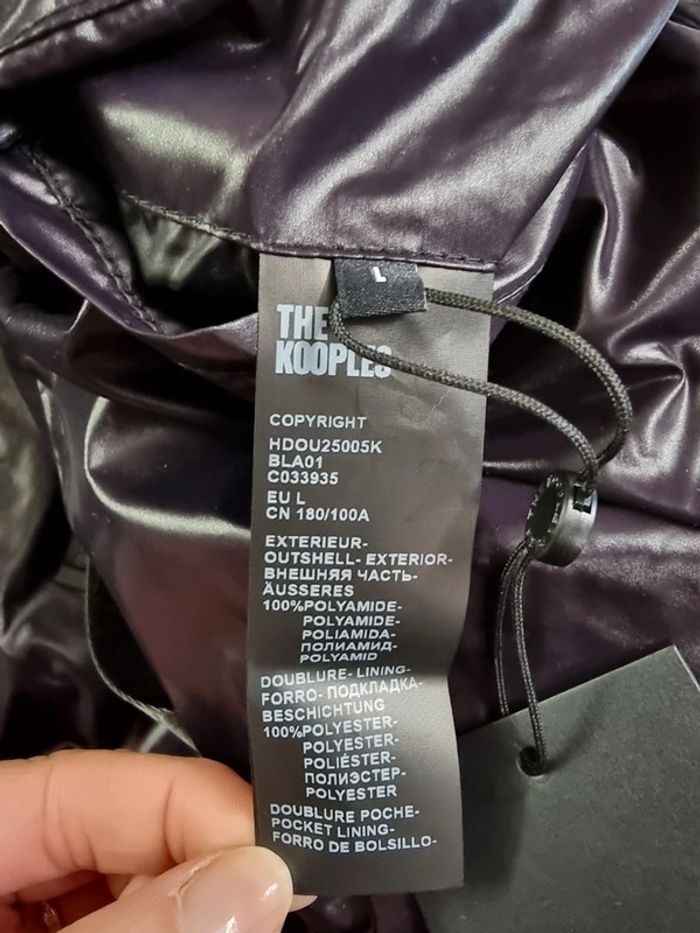 L
THE
KOOPLES
COPYRIGHT
HDOU25005K
BLA01
C033935
EU L
CN 180/100A
EXTERIEUR-
OUTSHELL- EXTERIOR-
ВНЕШНЯЯ ЧАСТЬ-
ÄUSSERES
100%POLYAMIDE-
POLYAMIDE-
POLIAMIDA-
ПОЛИАМИД-
POLYAMID
DOUBLURE- LINING-
FORRO- ПОДКЛАДКА-
BESCHICHTUNG
100%POLYESTER-
POLYESTER-
POLIÉSTER-
ПОЛИЭСТЕР-
POLYESTER
DOUBLURE POCHE-
POCKET LINING-
FORRO DE BOLSILLO-